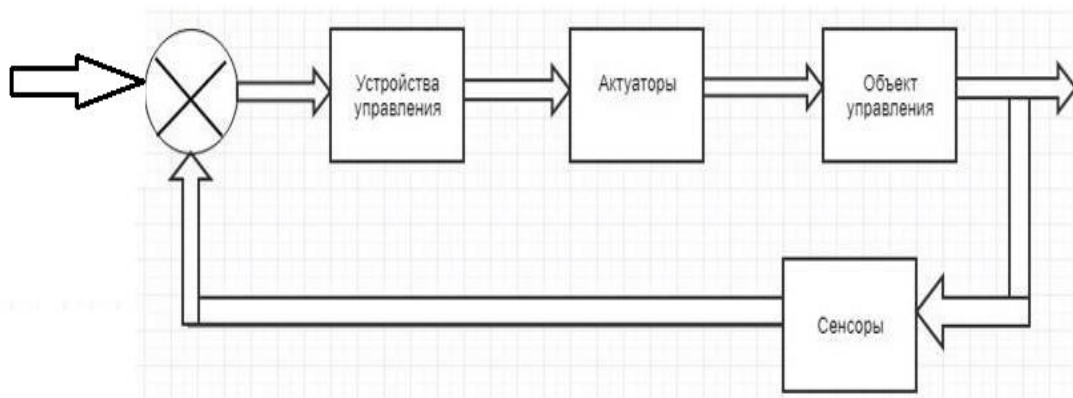 Устройства
управления
Актуаторы
Объект
управления
Сенсоры